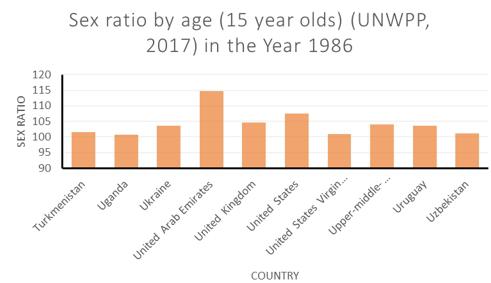 Sex ratio by age (15 year olds) (UNWPP,
2017) in the Year 1986
120
115
110
105
100
95
90
SEX RATIO
Turkmenistan
Uganda
Ukraine
United Arab Emirates
United Kingdom
United States
United States Virgin...
Upper-middle-...
Uruguay
Uzbekistan
COUNTRY